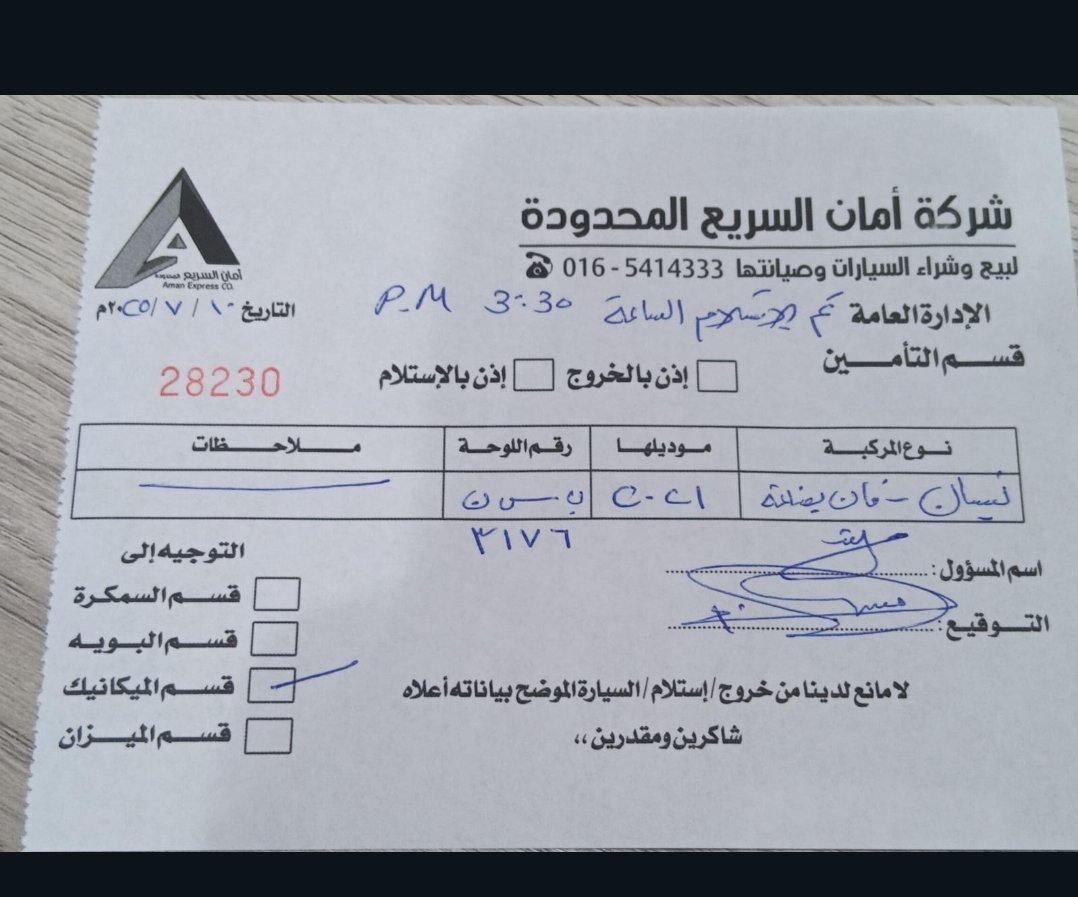 شركة أمان السريع المحدودة
لبيع وشراء السيارات وصيانتها ☎ 016 - 5414333
أمان السريع المحدودة
Aman Express CO.
الإدارة العامة تم الاستلام الساعة 3:30 P.M
التاريخ ١٠ / ٧ / ٢٠٢٥م
قسم التأمين
إذن بالخروج إذن بالإستلام
28230
نوع المركبة موديلها رقم اللوحة ملاحظات
نيسان - فان بضاعة ٢٠٢١ ب س ن
٣١٧٦
اسم المسؤول:
التوقيع:
التوجيه إلى
قسم السمكرة
قسم البويه
قسم الميكانيك
قسم الميزان
لا مانع لدينا من خروج/إستلام/السيارة الموضح بياناته أعلاه
شاكرين ومقدرين،،